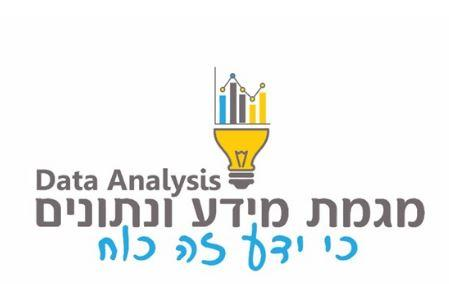 Data Analysis
מגמת מידע ונתונים
כי ידע זה כוח